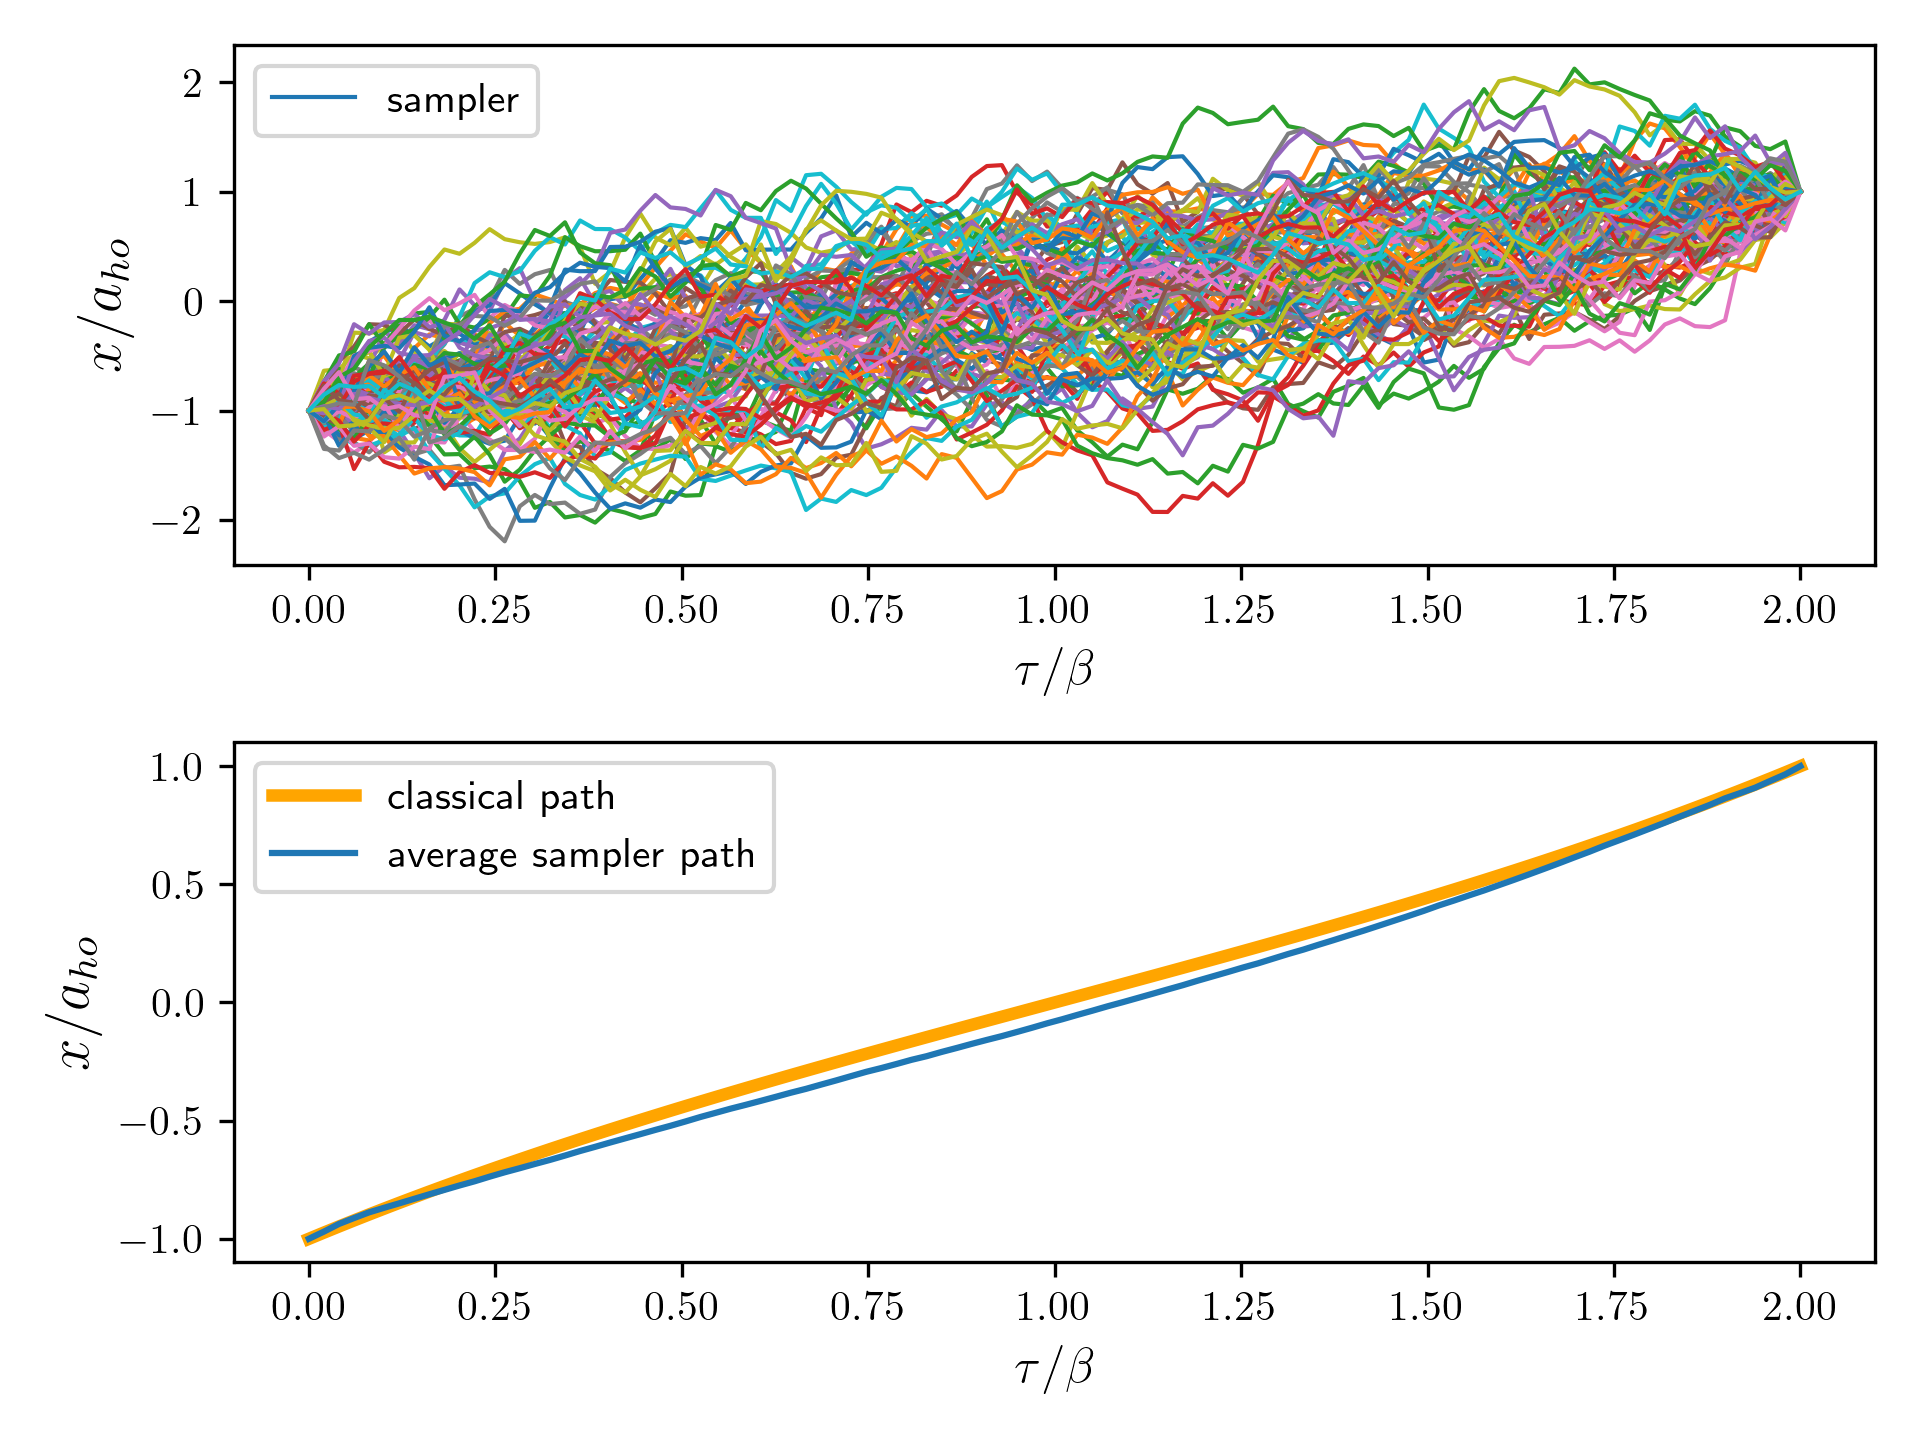 sampler
2
1
0
−1
−2
x/a_{ho}
0.00 0.25 0.50 0.75 1.00 1.25 1.50 1.75 2.00
τ/β
classical path
average sampler path
1.0
0.5
0.0
−0.5
−1.0
x/a_{ho}
0.00 0.25 0.50 0.75 1.00 1.25 1.50 1.75 2.00
τ/β